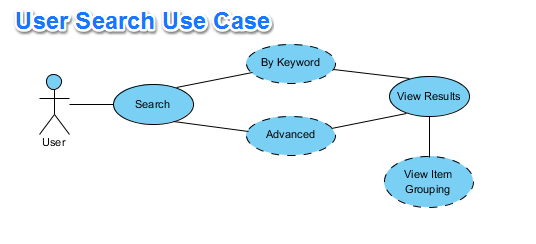 User Search Use Case
By Keyword
Search
View Results
User
Advanced
View Item
Grouping